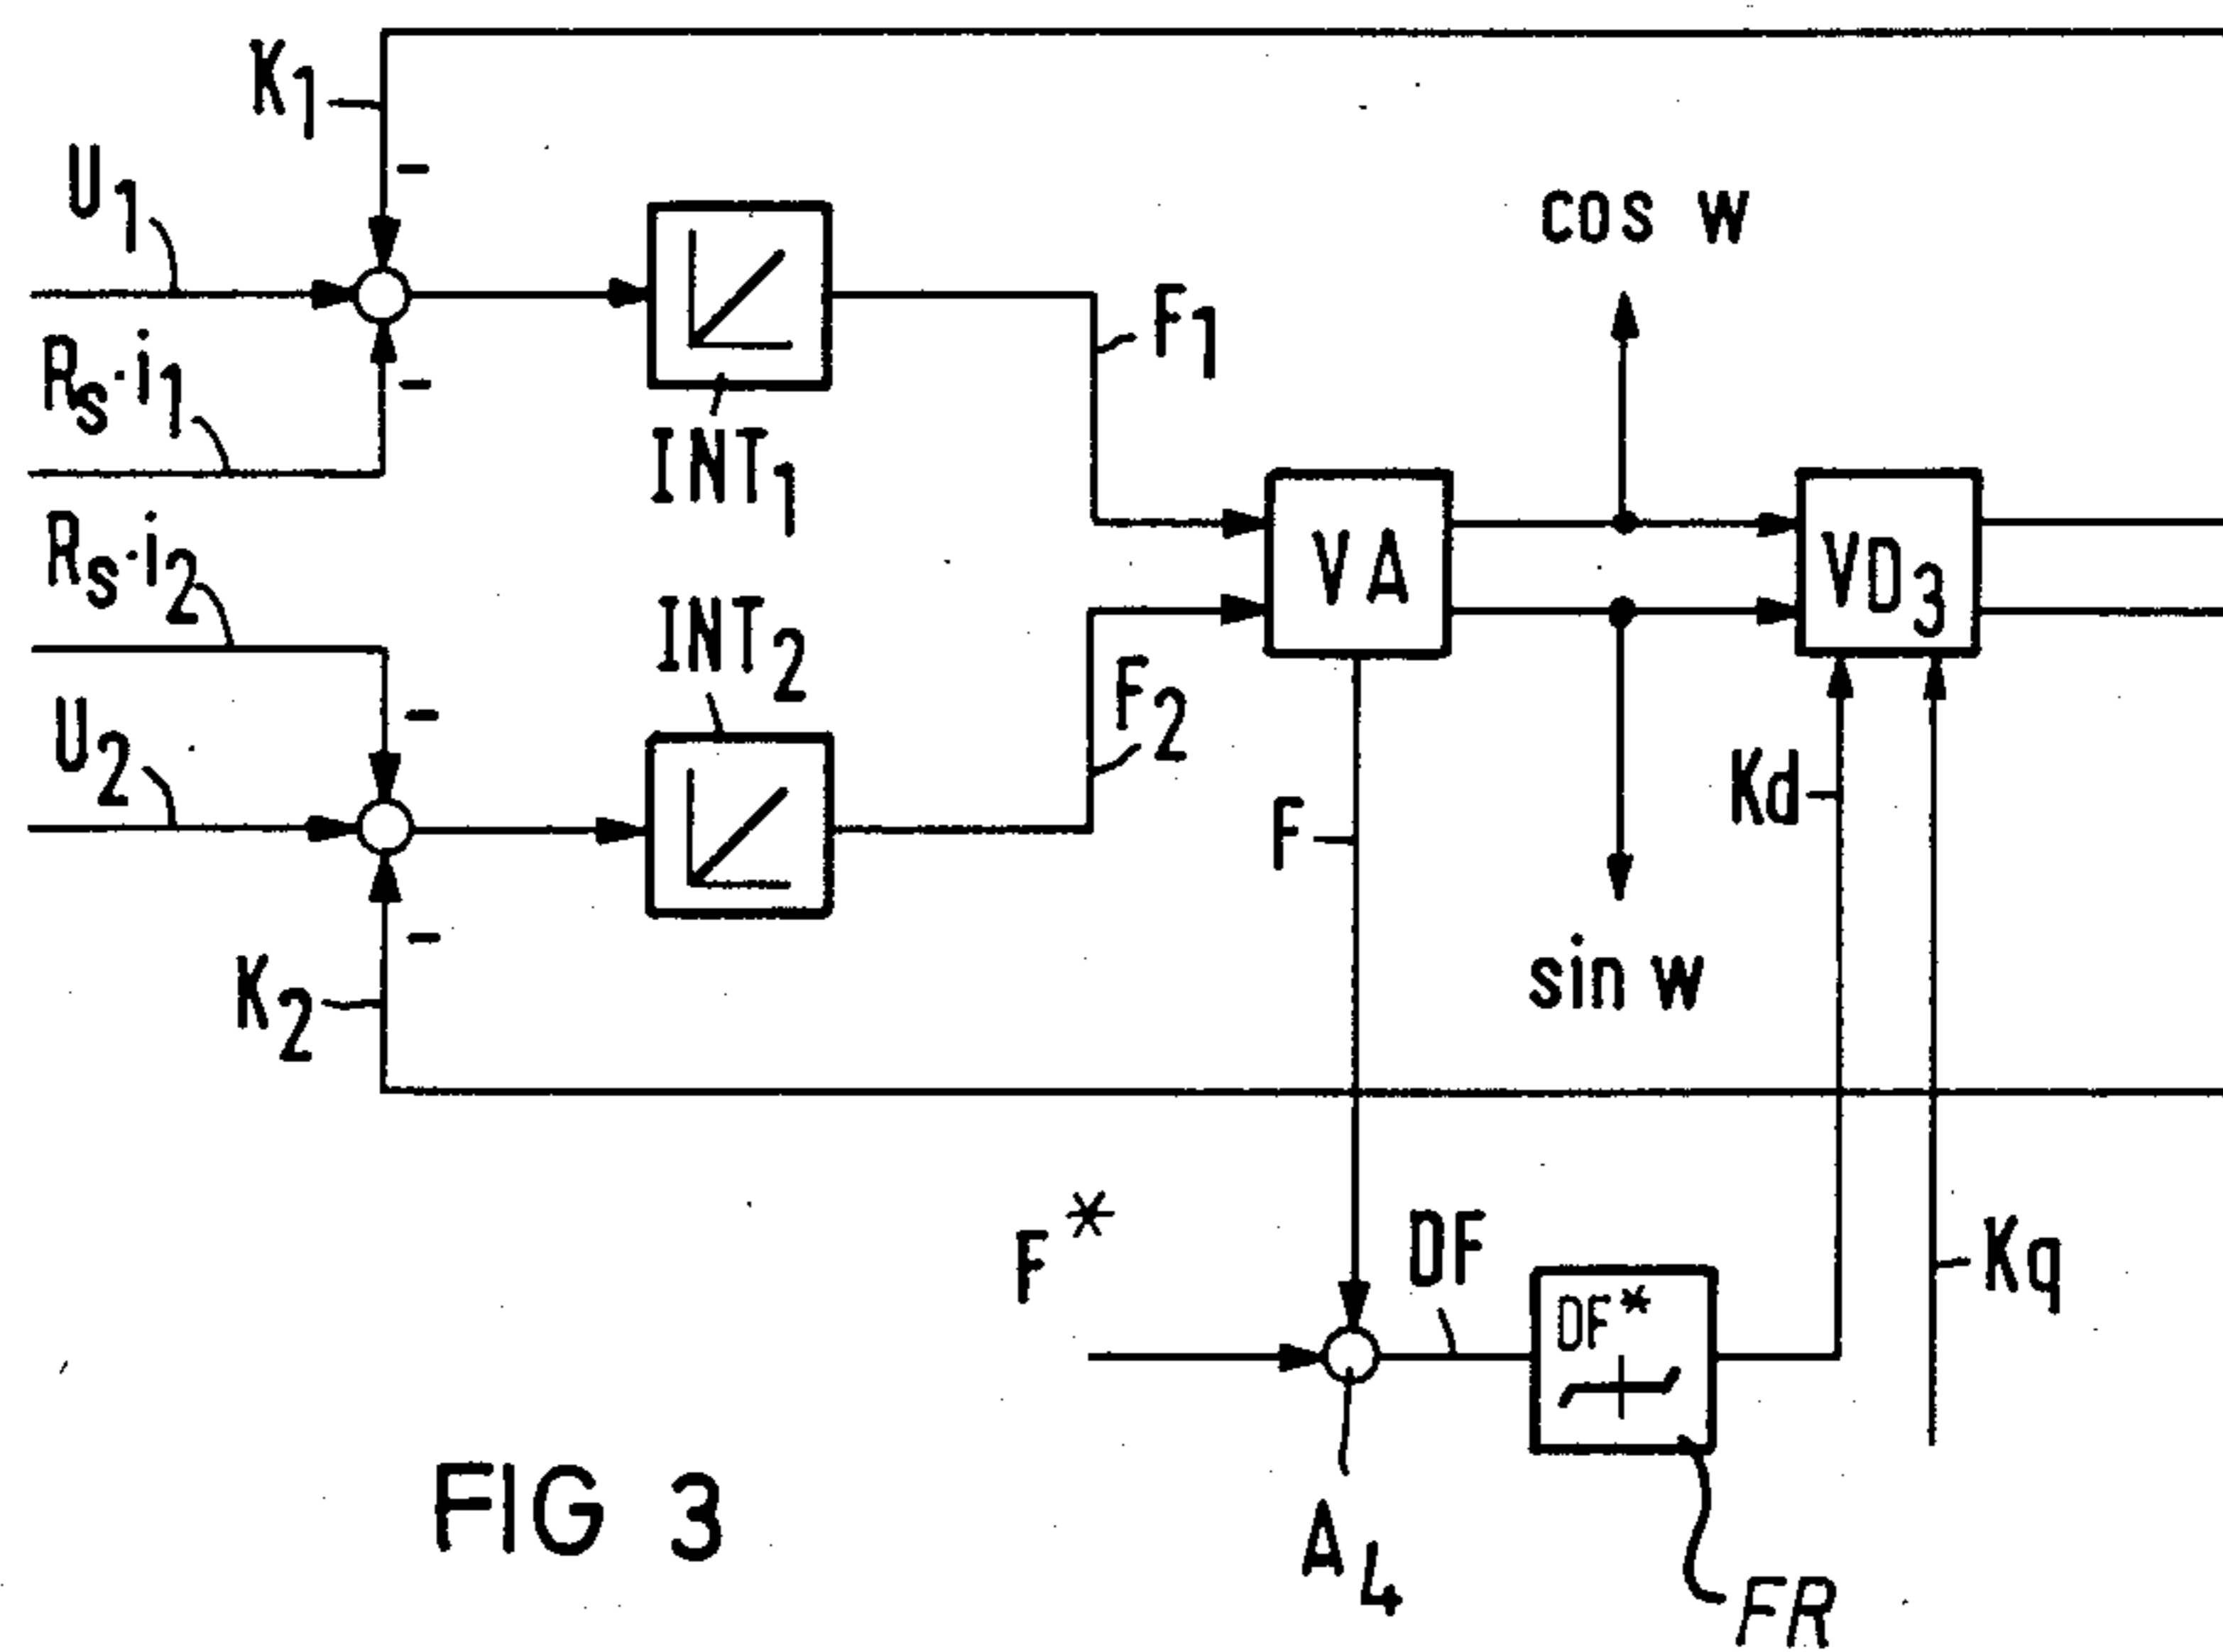 K1
U1
cos w
Rs·i1
F1
INT1
Rs·i2
VA
VD3
INT2
F2
U2
Kd
F
sin w
K2
F*
DF
Kq
DF*
FIG 3
A4
FR